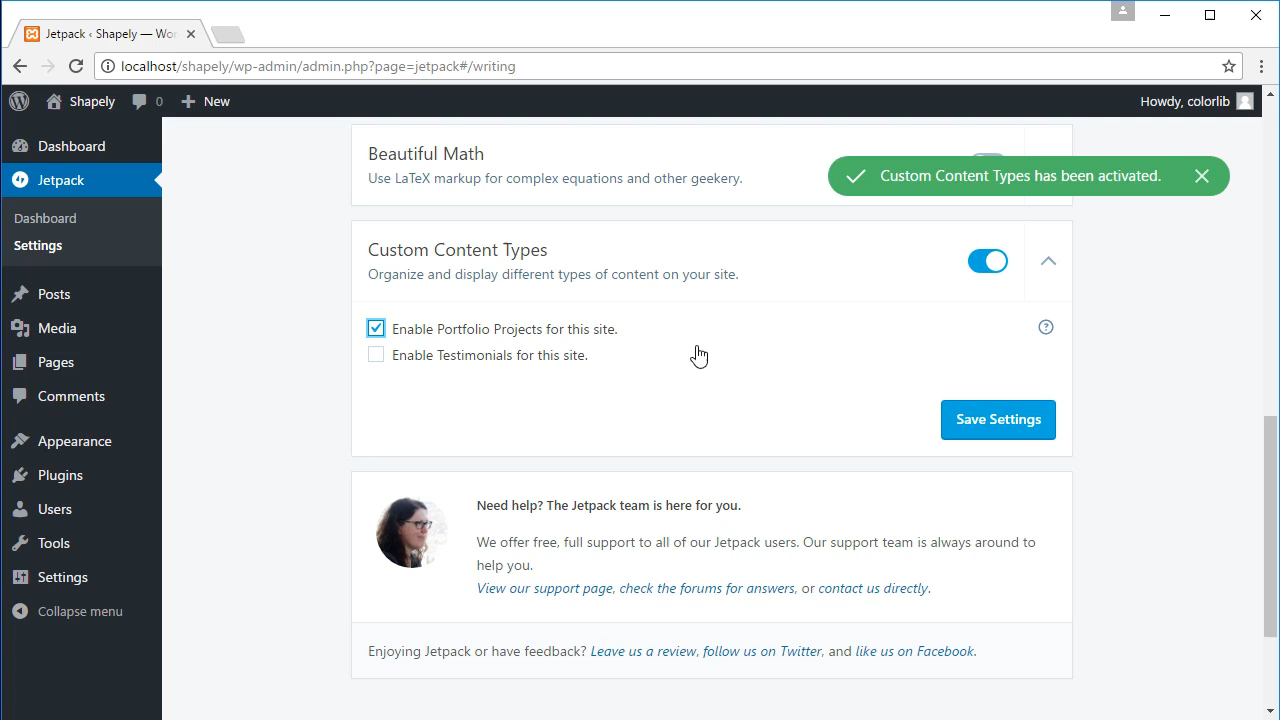 Jetpack ‹ Shapely — Wor
localhost/shapely/wp-admin/admin.php?page=jetpack#/writing
Shapely 0 New Howdy, colorlib
Dashboard
Jetpack
Dashboard
Settings
Posts
Media
Pages
Comments
Appearance
Plugins
Users
Tools
Settings
Collapse menu
Beautiful Math
Use LaTeX markup for complex equations and other geekery.
Custom Content Types has been activated.
Custom Content Types
Organize and display different types of content on your site.
Enable Portfolio Projects for this site.
Enable Testimonials for this site.
Save Settings
Need help? The Jetpack team is here for you.
We offer free, full support to all of our Jetpack users. Our support team is always around to
help you.
View our support page, check the forums for answers, or contact us directly.
Enjoying Jetpack or have feedback? Leave us a review, follow us on Twitter, and like us on Facebook.